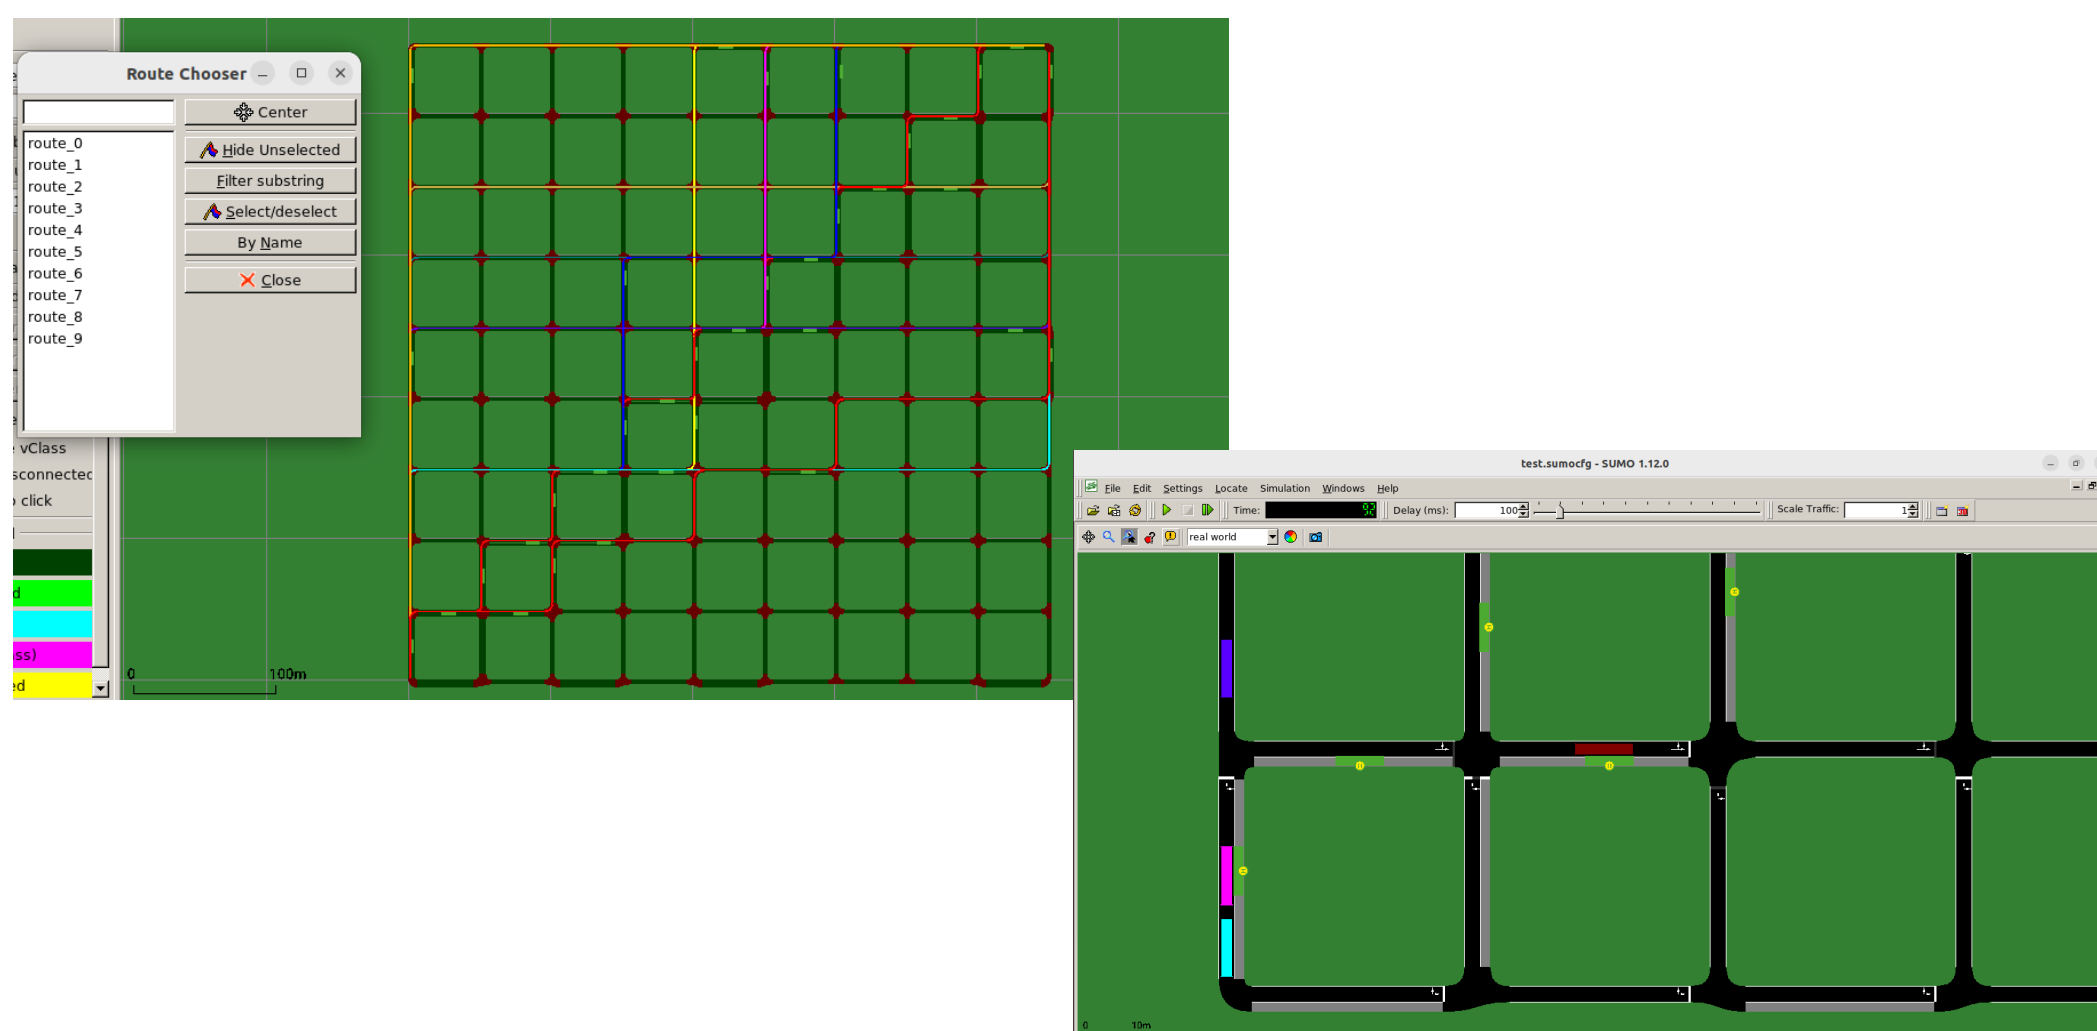 Route Chooser
Center
route_0
route_1
route_2
route_3
route_4
route_5
route_6
route_7
route_8
route_9
Hide Unselected
Filter substring
Select/deselect
By Name
Close
vClass
click
0 100m
test.sumocfg - SUMO 1.12.0
File Edit Settings Locate Simulation Windows Help
Time: Delay (ms): 100 Scale Traffic: 1
real world
0 10m